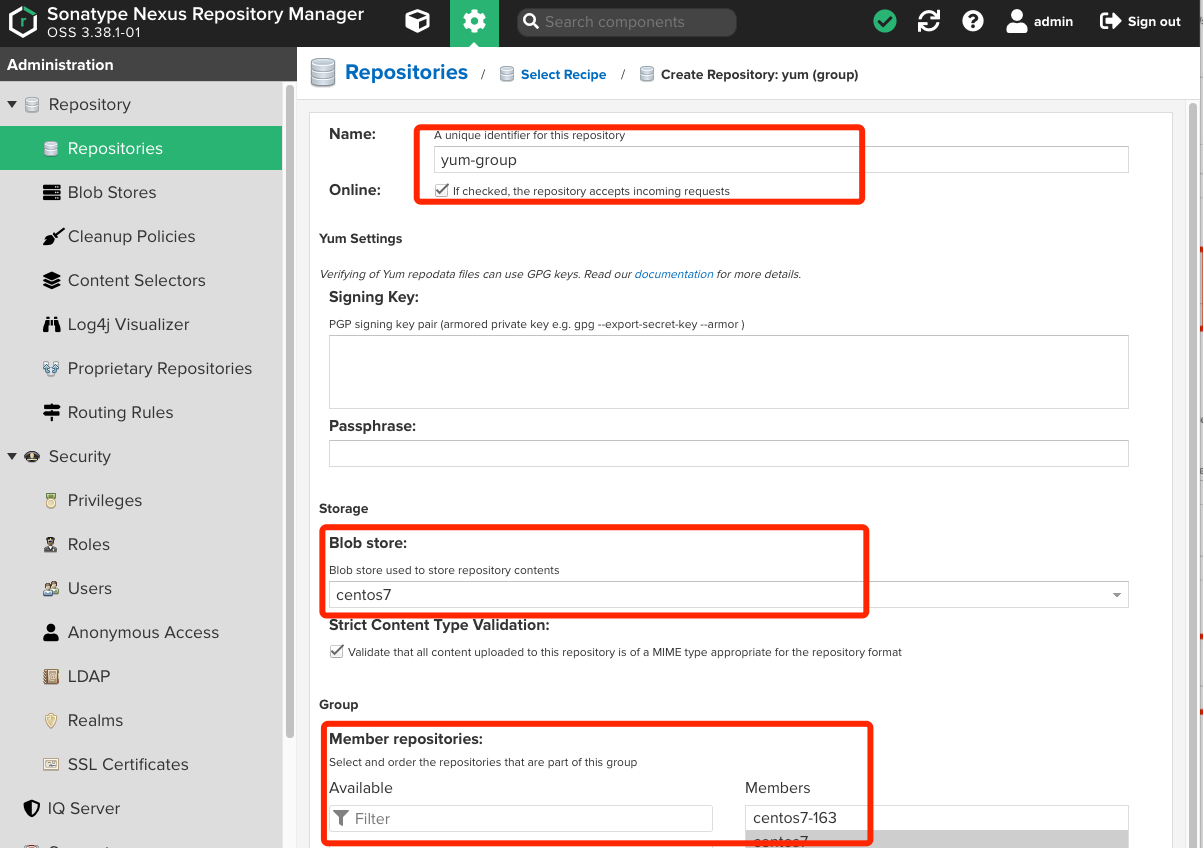 Sonatype Nexus Repository Manager
OSS 3.38.1-01
Search components
admin
Sign out
Administration
Repository
Repositories
Blob Stores
Cleanup Policies
Content Selectors
Log4j Visualizer
Proprietary Repositories
Routing Rules
Security
Privileges
Roles
Users
Anonymous Access
LDAP
Realms
SSL Certificates
IQ Server
Repositories / Select Recipe / Create Repository: yum (group)
Name:
A unique identifier for this repository
yum-group
Online:
If checked, the repository accepts incoming requests
Yum Settings
Verifying of Yum repodata files can use GPG keys. Read our documentation for more details.
Signing Key:
PGP signing key pair (armored private key e.g. gpg --export-secret-key --armor )
Passphrase:
Storage
Blob store:
Blob store used to store repository contents
centos7
Strict Content Type Validation:
Validate that all content uploaded to this repository is of a MIME type appropriate for the repository format
Group
Member repositories:
Select and order the repositories that are part of this group
Available
Members
Filter
centos7-163
centos7